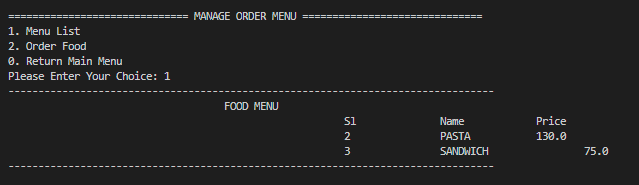 ============================== MANAGE ORDER MENU ==============================
1. Menu List
2. Order Food
0. Return Main Menu
Please Enter Your Choice: 1
---------------------------------------------------------------------------------
FOOD MENU
Sl Name Price
2 PASTA 130.0
3 SANDWICH 75.0
---------------------------------------------------------------------------------